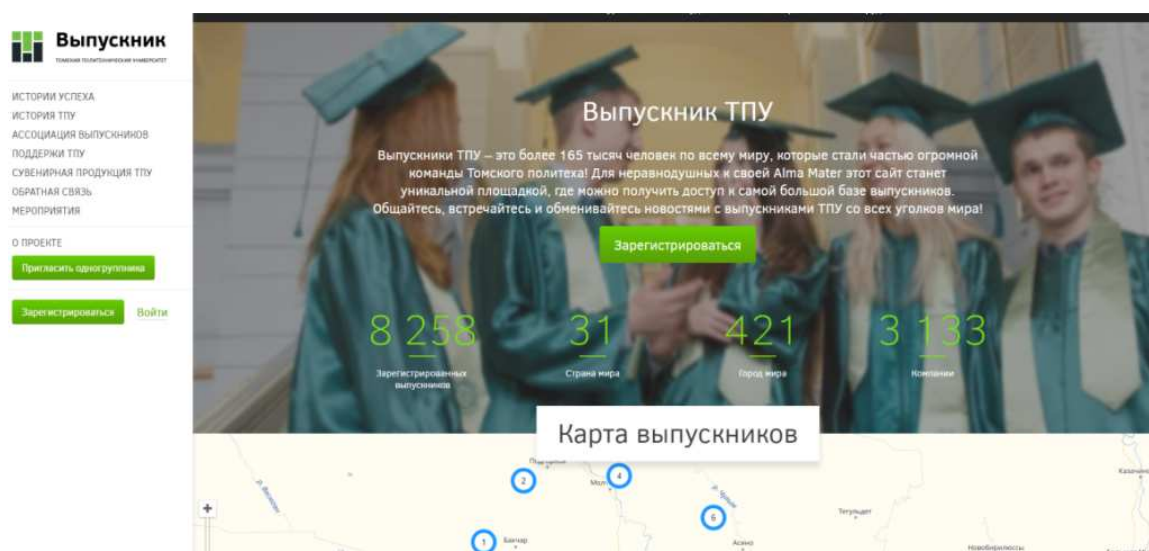 Выпускник
ТОМСКИЙ ПОЛИТЕХНИЧЕСКИЙ УНИВЕРСИТЕТ
ИСТОРИИ УСПЕХА
ИСТОРИЯ ТПУ
АССОЦИАЦИЯ ВЫПУСКНИКОВ
ПОДДЕРЖКИ ТПУ
СУВЕНИРНАЯ ПРОДУКЦИЯ ТПУ
ОБРАТНАЯ СВЯЗЬ
МЕРОПРИЯТИЯ
О ПРОЕКТЕ
Пригласить одногруппника
Зарегистрироваться Войти
Выпускник ТПУ
Выпускники ТПУ – это более 165 тысяч человек по всему миру, которые стали частью огромной
команды Томского политеха! Для неравнодушных к своей Alma Mater этот сайт станет
уникальной площадкой, где можно получить доступ к самой большой базе выпускников.
Общайтесь, встречайтесь и обменивайтесь новостями с выпускниками ТПУ со всех уголков мира!
Зарегистрироваться
8 258 31 421 3 133
Зарегистрированных Страна мира Город мира Компании
выпускников
Карта выпускников
2 4
р. Чулым
+ 6 Тегульдет
1 Бакчар Асино
Новобирилюссы